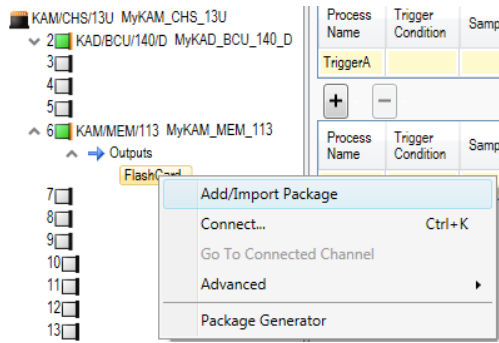 KAM/CHS/13U MyKAM_CHS_13U
2 KAD/BCU/140/D MyKAD_BCU_140_D
3
4
5
6 KAM/MEM/113 MyKAM_MEM_113
Outputs
FlashCard
7
8
9
10
11
12
13
Process Name
Trigger Condition
Samp
TriggerA
+
−
Process Name
Trigger Condition
Samp
Add/Import Package
Connect... Ctrl+K
Go To Connected Channel
Advanced
Package Generator